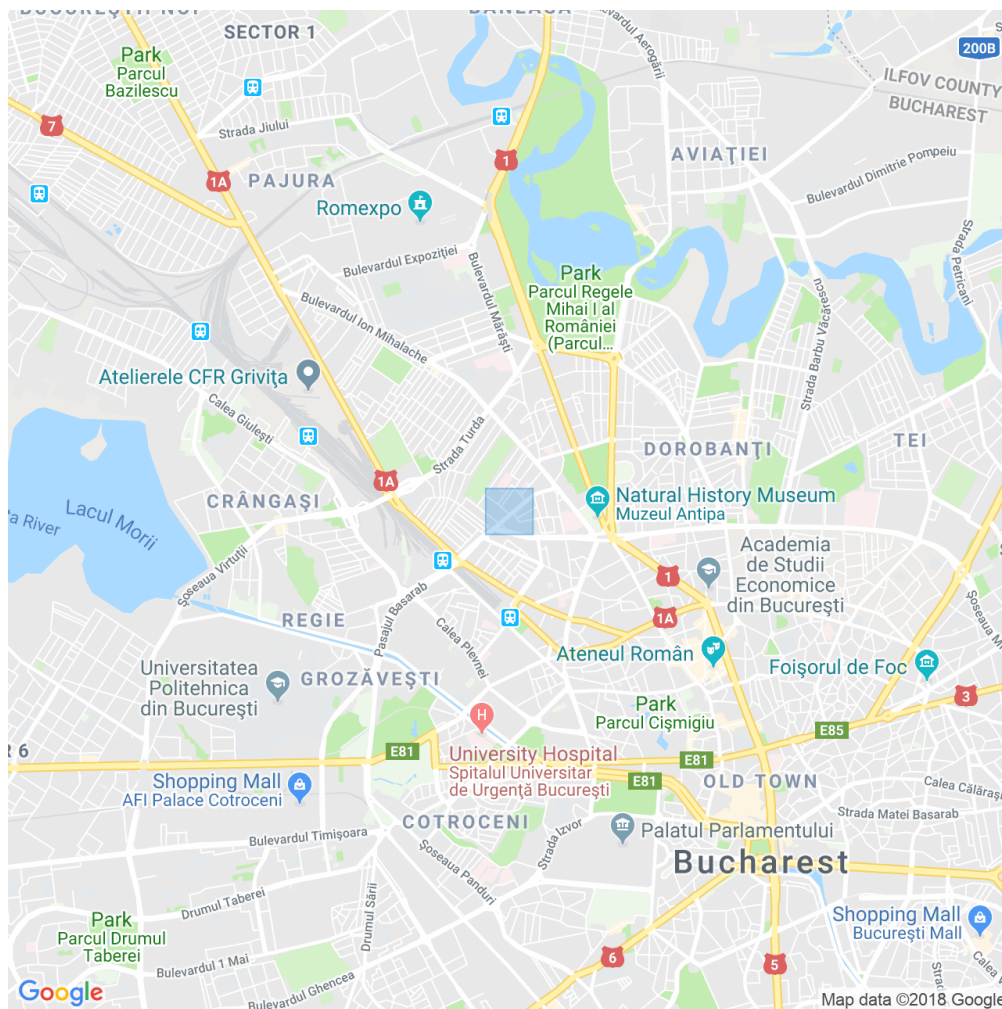 SECTOR 1
200B
Bulevardul Aerogării
Park
Parcul
Bazilescu
ILFOV COUNTY
BUCHAREST
7
Strada Jiului
1
AVIAȚIEI
Bulevardul Dimitrie Pompeiu
PAJURA
1A
Romexpo
Strada Petricani
Bulevardul Expoziției
Bulevardul Mărăști
Park
Parcul Regele
Mihai I al
României
(Parcul...
Bulevardul Ion Mihalache
Strada Barbu Văcărescu
Atelierele CFR Grivița
Calea Giulești
Strada Turda
DOROBANȚI
TEI
1A
CRÂNGAȘI
Natural History Museum
Muzeul Antipa
Lacul Morii
a River
Academia
de Studii
Economice
din București
Șoseaua Virtuții
1
Pasajul Basarab
REGIE
1A
Calea Plevnei
Ateneul Român
Foișorul de Foc
Universitatea
Politehnica
din București
GROZĂVEȘTI
3
Park
Parcul Cișmigiu
H
E85
R 6
E81
University Hospital
Spitalul Universitar
de Urgență București
E81
E81
OLD TOWN
Shopping Mall
AFI Palace Cotroceni
Calea Călărași
Strada Matei Basarab
COTROCENI
Bulevardul Timișoara
Strada Izvor
Palatul Parlamentului
Șoseaua Panduri
Bucharest
Drumul Taberei
Drumul Sării
Park
Parcul Drumul
Taberei
Shopping Mall
București Mall
6
5
Bulevardul 1 Mai
Bulevardul Ghencea
Google
Map data ©2018 Google